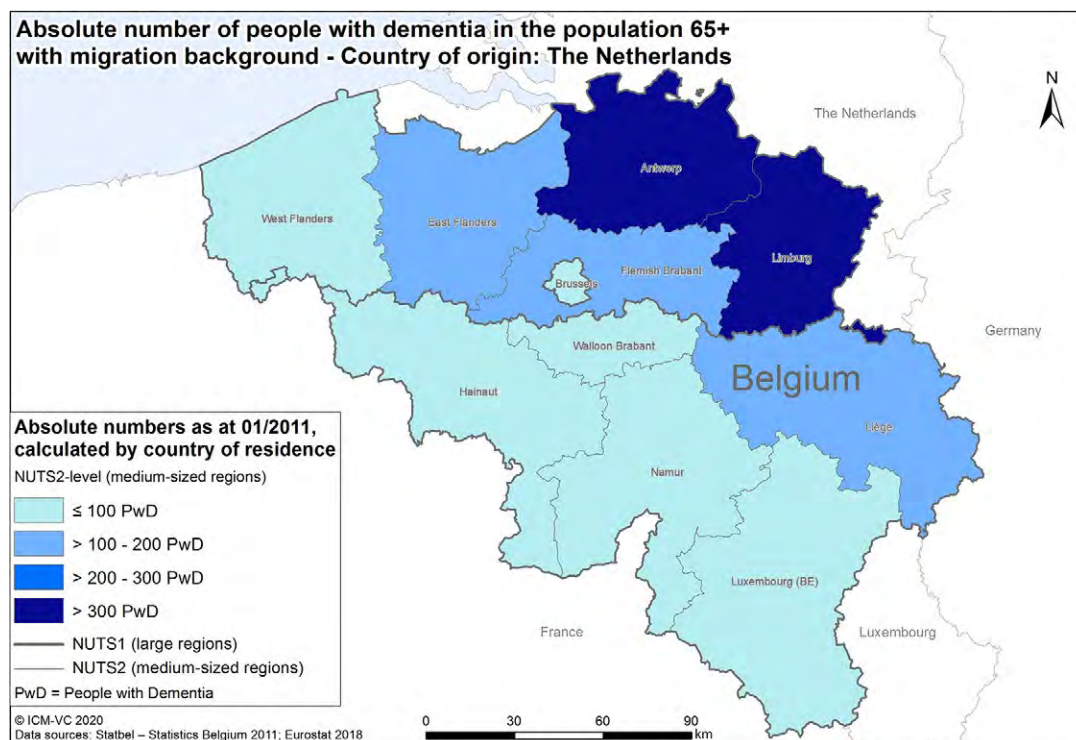 Absolute number of people with dementia in the population 65+
with migration background - Country of origin: The Netherlands
N
The Netherlands
Antwerp
West Flanders
East Flanders
Limburg
Flemish Brabant
Brussels
Germany
Walloon Brabant
Belgium
Hainaut
Liège
Namur
Luxembourg (BE)
France
Luxembourg
Absolute numbers as at 01/2011,
calculated by country of residence
NUTS2-level (medium-sized regions)
≤ 100 PwD
> 100 - 200 PwD
> 200 - 300 PwD
> 300 PwD
NUTS1 (large regions)
NUTS2 (medium-sized regions)
PwD = People with Dementia
© ICM-VC 2020
Data sources: Statbel – Statistics Belgium 2011; Eurostat 2018
0 30 60 90
km